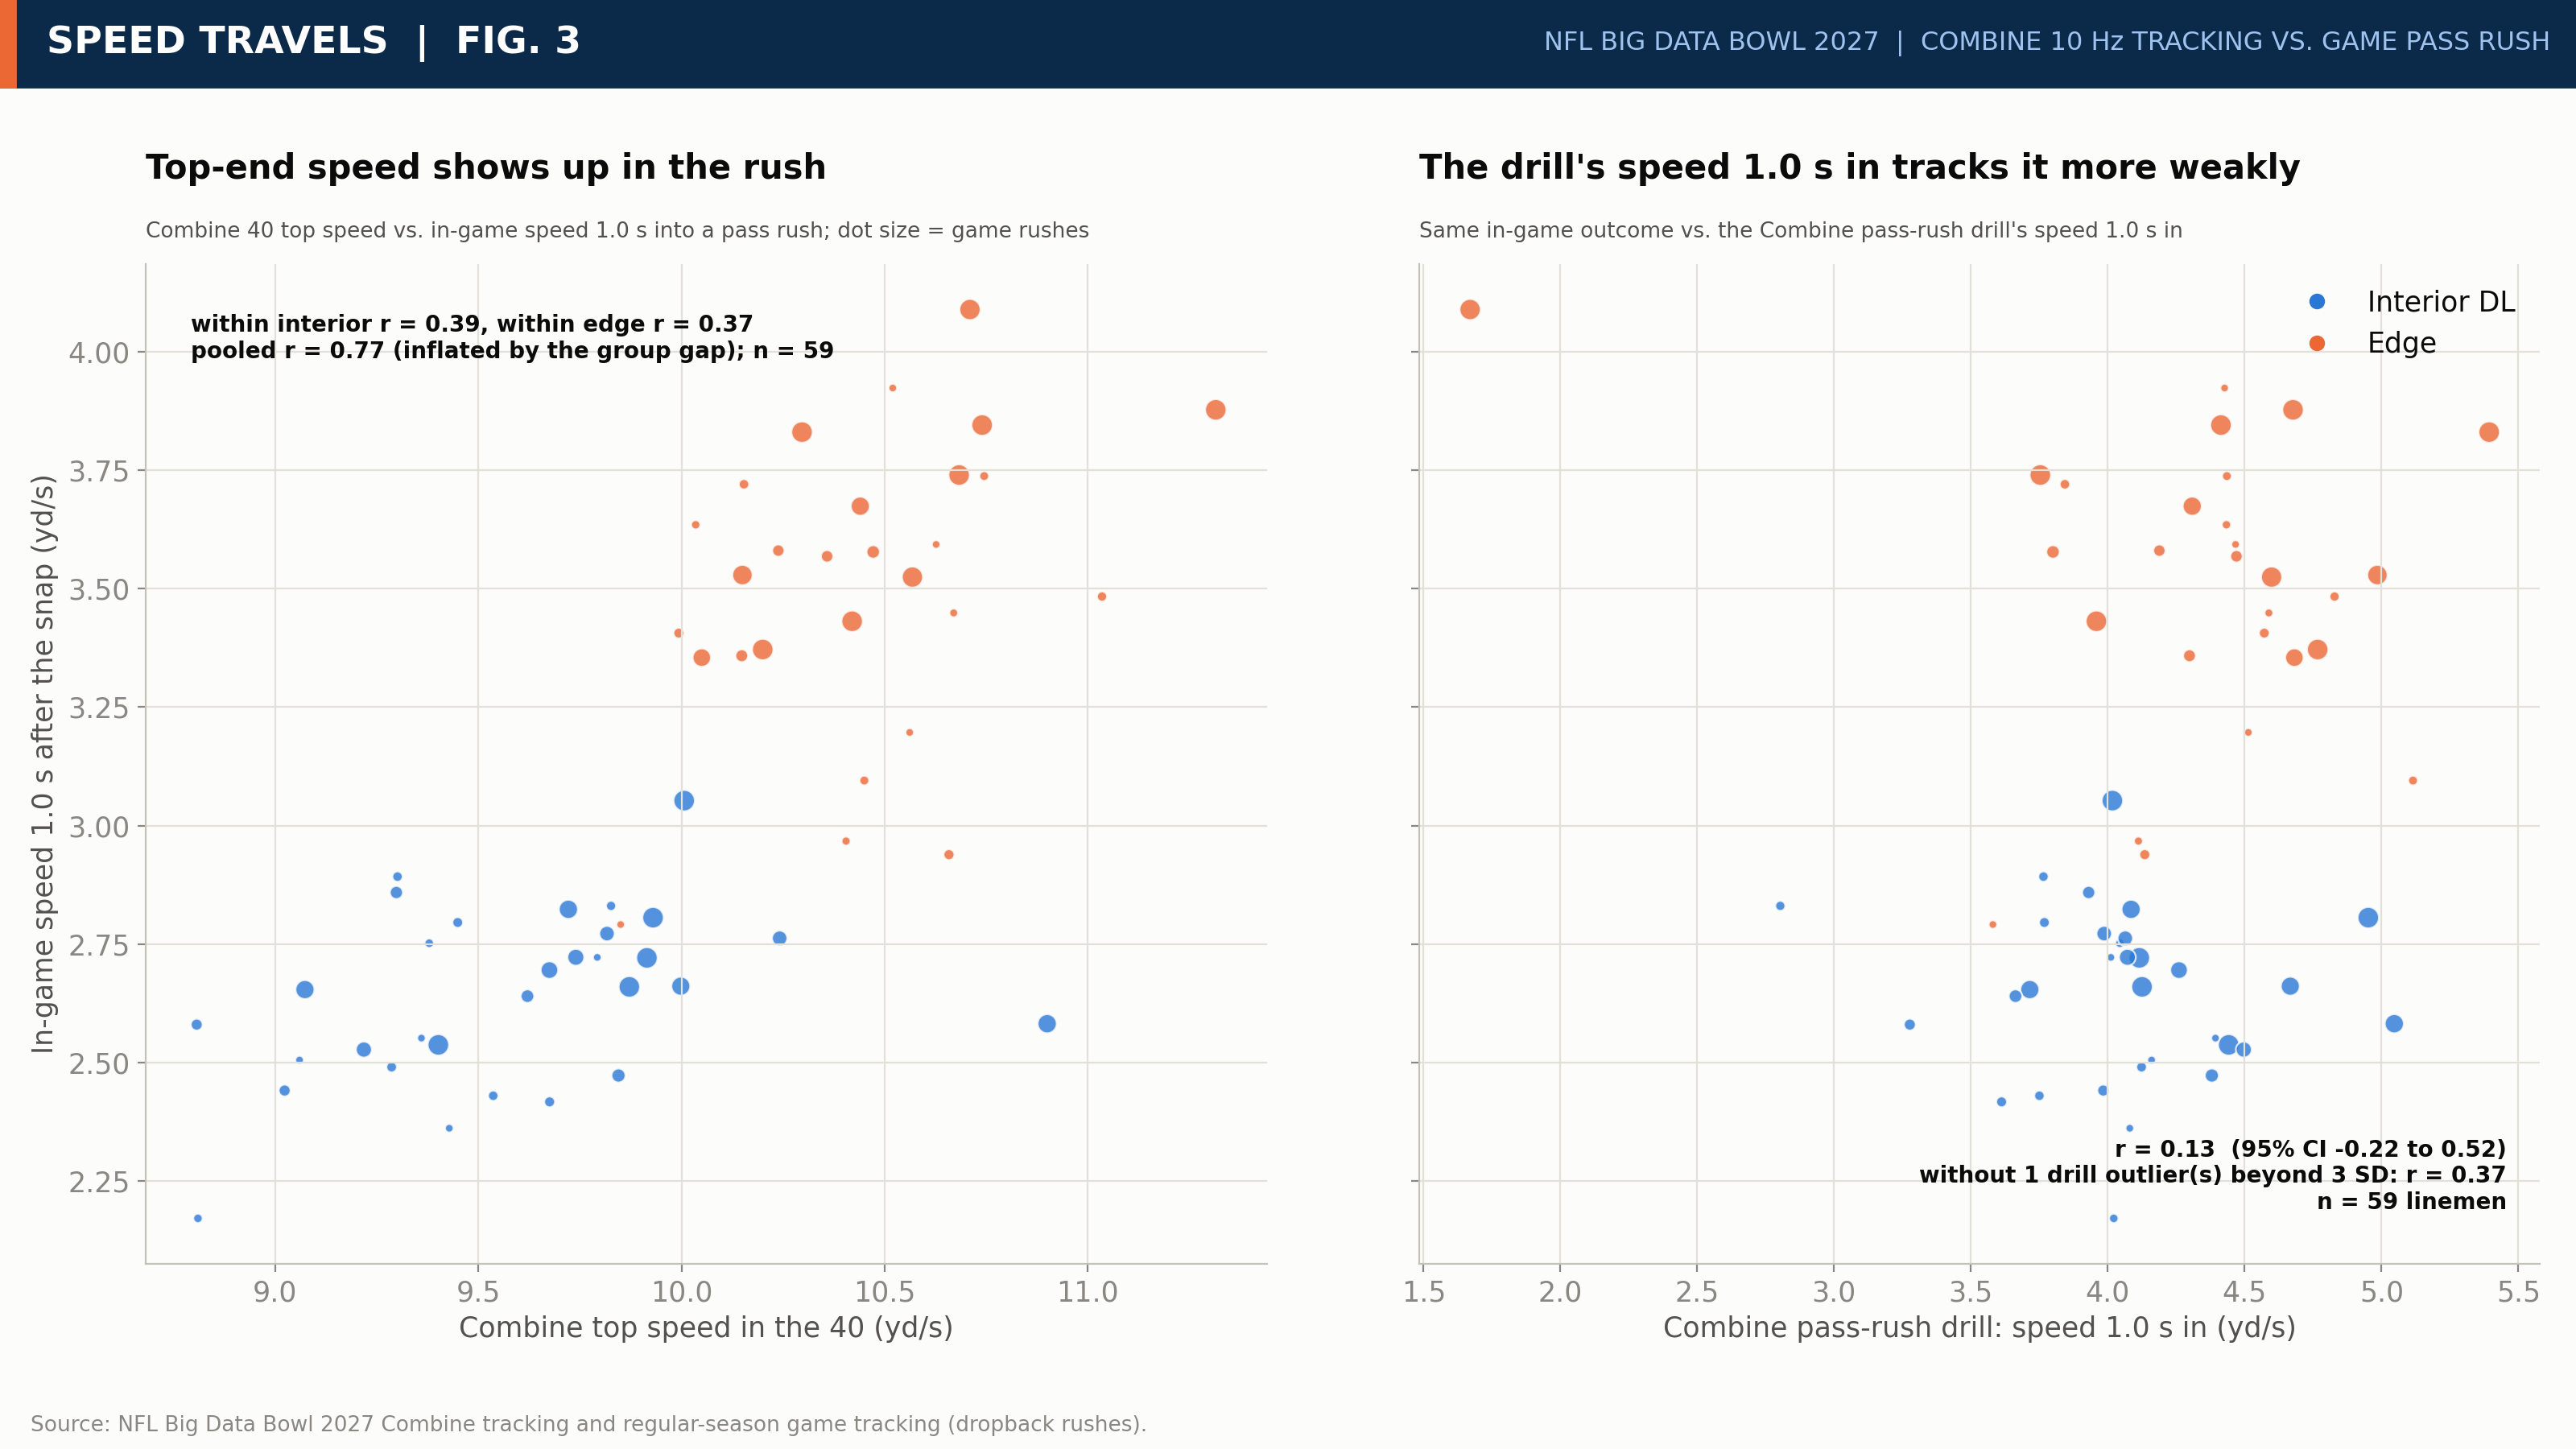 SPEED TRAVELS | FIG. 3
NFL BIG DATA BOWL 2027 | COMBINE 10 Hz TRACKING VS. GAME PASS RUSH
Top-end speed shows up in the rush
Combine 40 top speed vs. in-game speed 1.0 s into a pass rush; dot size = game rushes
within interior r = 0.39, within edge r = 0.37
pooled r = 0.77 (inflated by the group gap); n = 59
In-game speed 1.0 s after the snap (yd/s)
4.00
3.75
3.50
3.25
3.00
2.75
2.50
2.25
9.0
9.5
10.0
10.5
11.0
Combine top speed in the 40 (yd/s)
The drill's speed 1.0 s in tracks it more weakly
Same in-game outcome vs. the Combine pass-rush drill's speed 1.0 s in
Interior DL
Edge
r = 0.13 (95% CI -0.22 to 0.52)
without 1 drill outlier(s) beyond 3 SD: r = 0.37
n = 59 linemen
1.5
2.0
2.5
3.0
3.5
4.0
4.5
5.0
5.5
Combine pass-rush drill: speed 1.0 s in (yd/s)
Source: NFL Big Data Bowl 2027 Combine tracking and regular-season game tracking (dropback rushes).